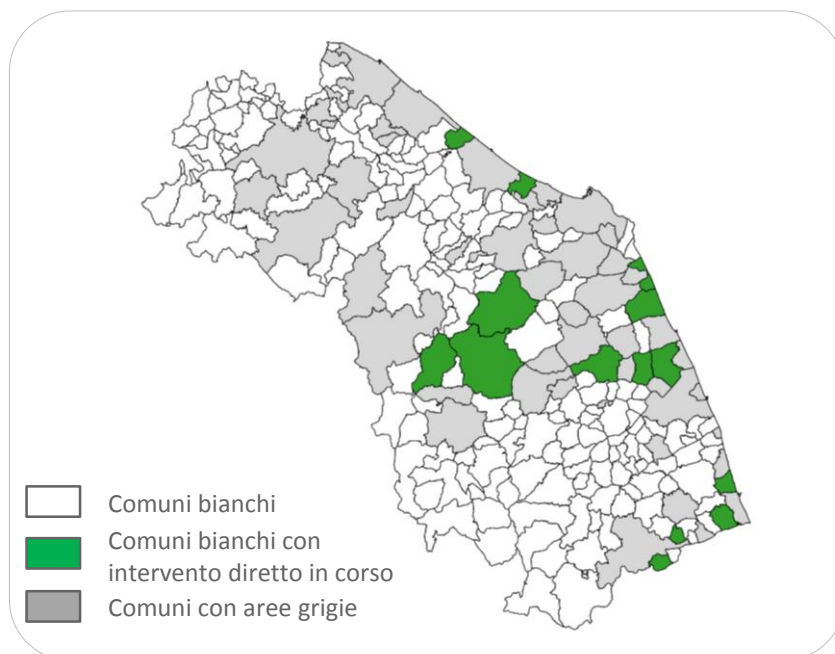 Comuni bianchi
Comuni bianchi con
intervento diretto in corso
Comuni con aree grigie